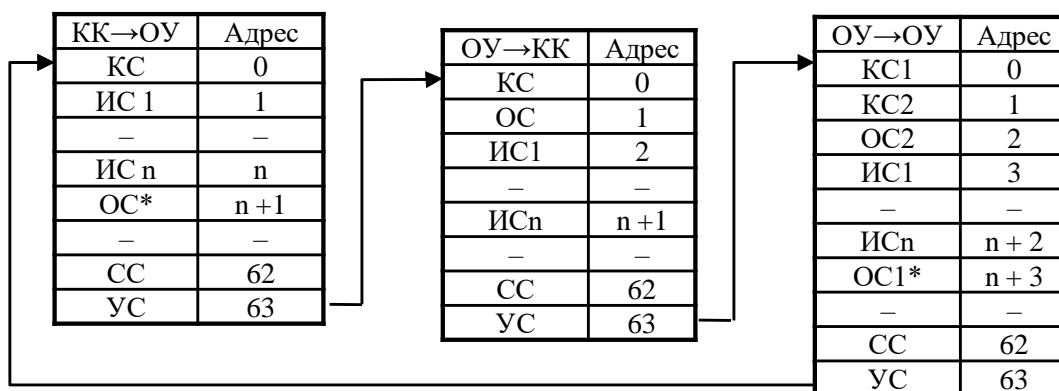 КК→ОУ Адрес
КС 0
ИС 1 1
– –
ИС n n
ОС* n +1
– –
СС 62
УС 63
ОУ→КК Адрес
КС 0
ОС 1
ИС1 2
– –
ИСn n +1
– –
СС 62
УС 63
ОУ→ОУ Адрес
КС1 0
КС2 1
ОС2 2
ИС1 3
– –
ИСn n + 2
ОС1* n + 3
– –
СС 62
УС 63